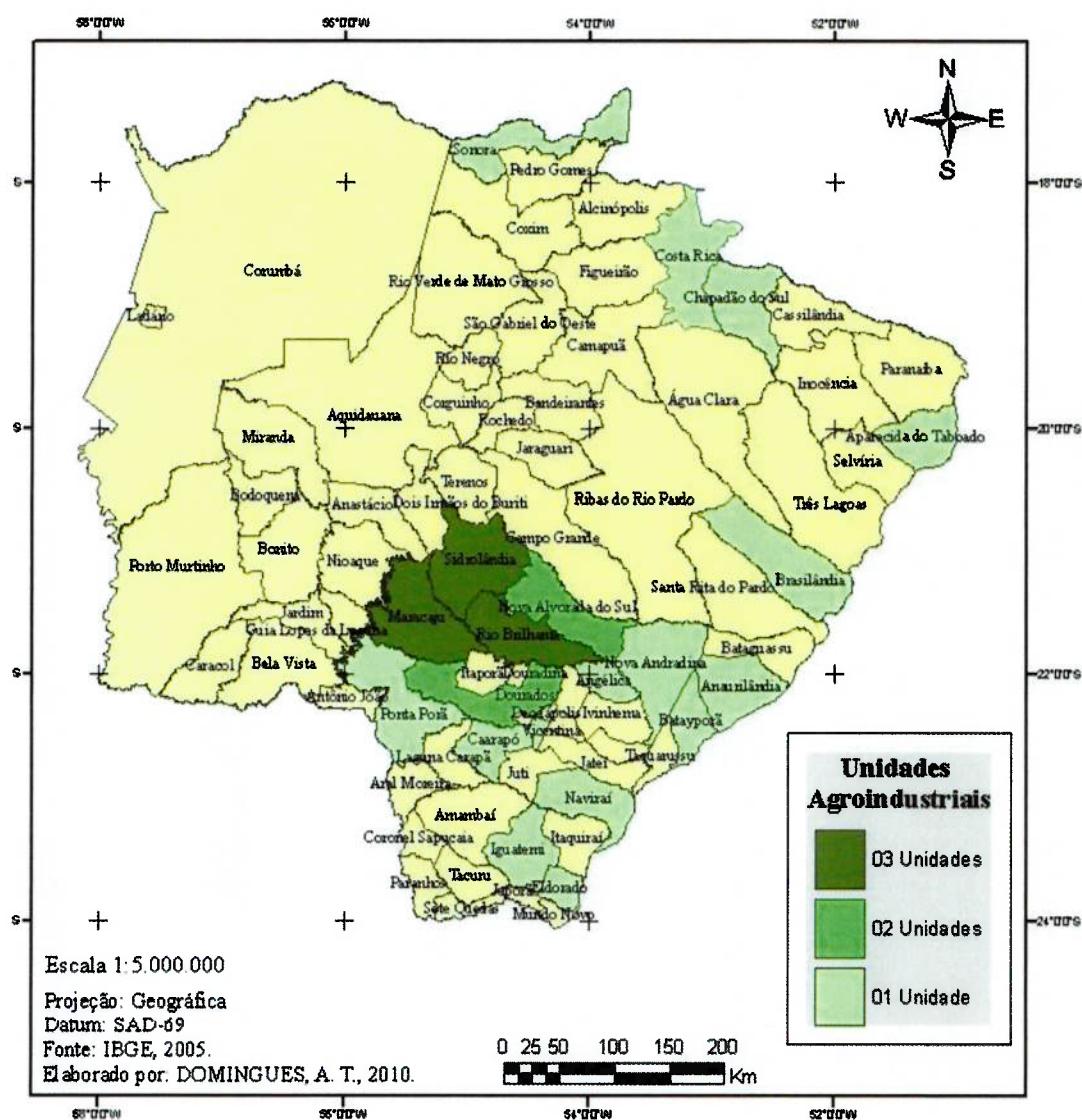 58°00'W 56°00'W 54°00'W 52°00'W
N
W E
S
Sonora
Pedro Gomes
S 18°00'S
Alcinópolis
Coxim
Costa Rica
Corumbá
Figueirão
Rio Verde de Mato Grosso
Chapadão do Sul
Ladário
Cassilândia
São Gabriel do Oeste
Camapuã
Rio Negro
Paranaíba
Inocência
Água Clara
Corguinho Bandeirantes
Aquidauana
Rochedo
S 20°00'S
Miranda
Aparecida do Taboado
Jaraguari
Selvíria
Terenos
Bodoquena
Ribas do Rio Pardo
Anastácio Dois Irmãos do Buriti
Três Lagoas
Campo Grande
Bonito
Sidrolândia
Nioaque
Porto Murtinho
Brasilândia
Santa Rita do Pardo
Nova Alvorada do Sul
Jardim
Maracaju
Guia Lopes da Laguna
Rio Brilhante
Bataguassu
Caracol
Bela Vista
Nova Andradina
S 22°00'S
Itaporã Douradina
Angélica
Anaurilândia
Antônio João
Dourados
Ponta Porã
Deodápolis Ivinhema
Batayporã
Vicentina
Caarapó
Laguna Carapã
Taquarussu
Jateí
Juti
Aral Moreira
Naviraí
Amambaí
Coronel Sapucaia
Itaquiraí
Iguatemi
Tacuru
Paranhos
Japorã
Eldorado
Sete Quedas
Mundo Novo
S 24°00'S
Unidades
Agroindustriais
03 Unidades
02 Unidades
01 Unidade
Escala 1:5.000.000
Projeção: Geográfica
Datum: SAD-69
Fonte: IBGE, 2005.
Elaborado por: DOMINGUES, A. T., 2010.
0 25 50 100 150 200
Km
58°00'W 56°00'W 54°00'W 52°00'W